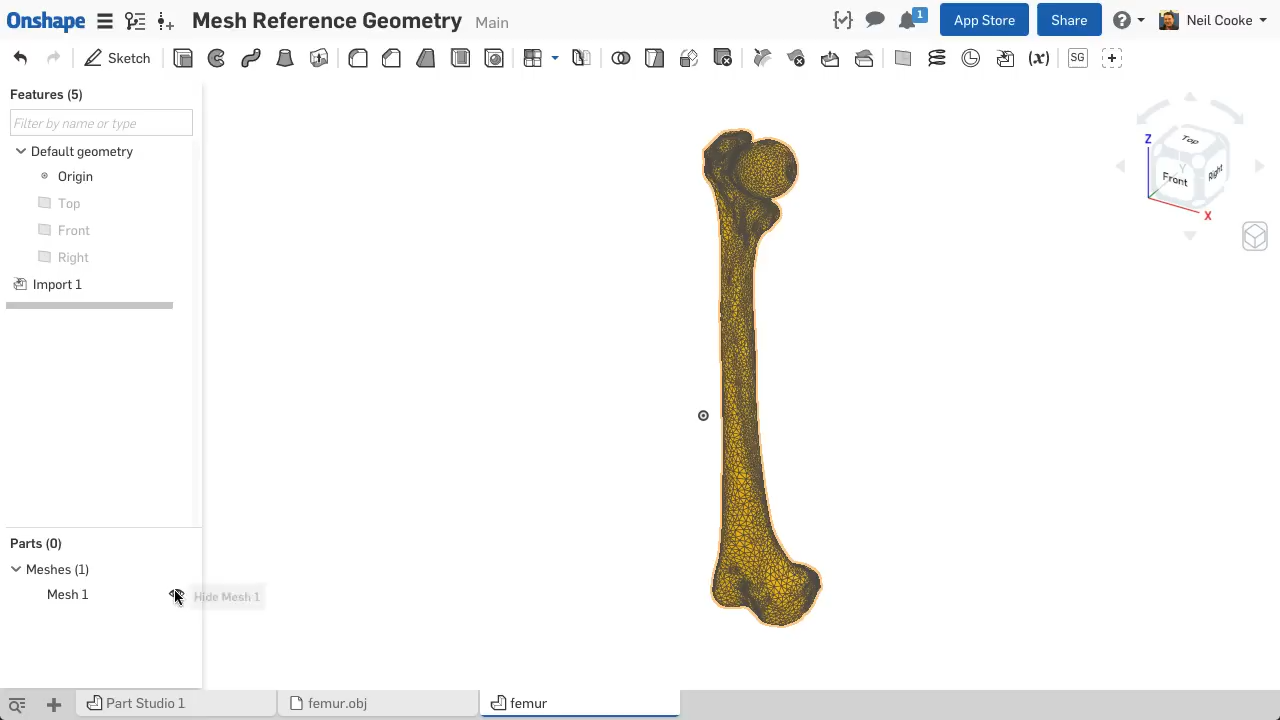 Onshape Mesh Reference Geometry Main 1 App Store Share Neil Cooke
Sketch (x) SG
Features (5)
Filter by name or type
Default geometry
Origin
Top
Front
Right
Import 1
Z
Top
Y
Front
Right
X
Parts (0)
Meshes (1)
Mesh 1
Hide Mesh 1
Part Studio 1 femur.obj femur